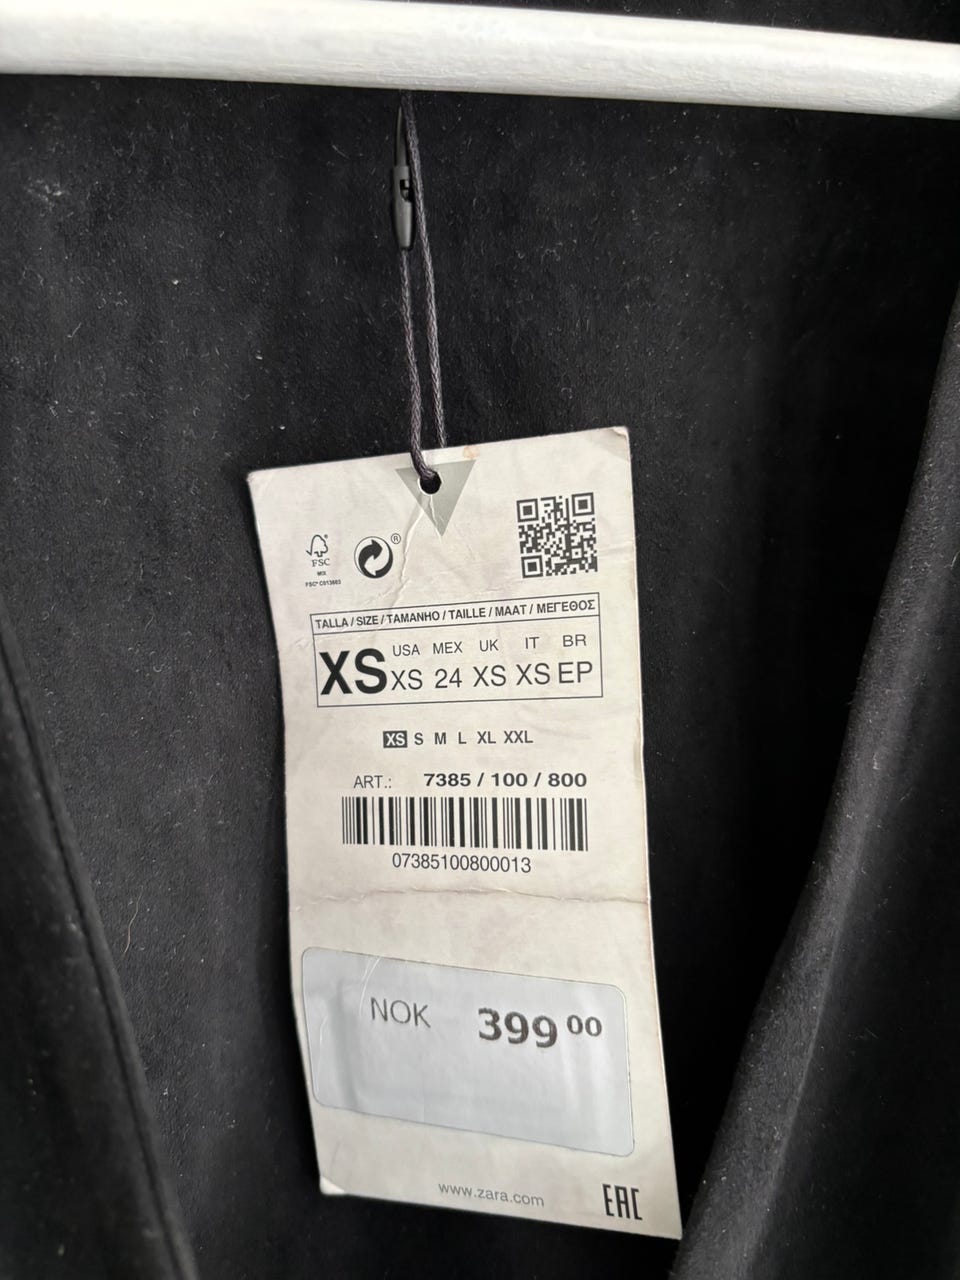 FSC
MIX
FSC® C013683
®
TALLA / SIZE / TAMANHO / TAILLE / MAAT / ΜΕΓΕΘΟΣ
XS
USA MEX UK IT BR
XS 24 XS XS EP
XS S M L XL XXL
ART.: 7385 / 100 / 800
07385100800013
NOK 399 00
www.zara.com
EAC